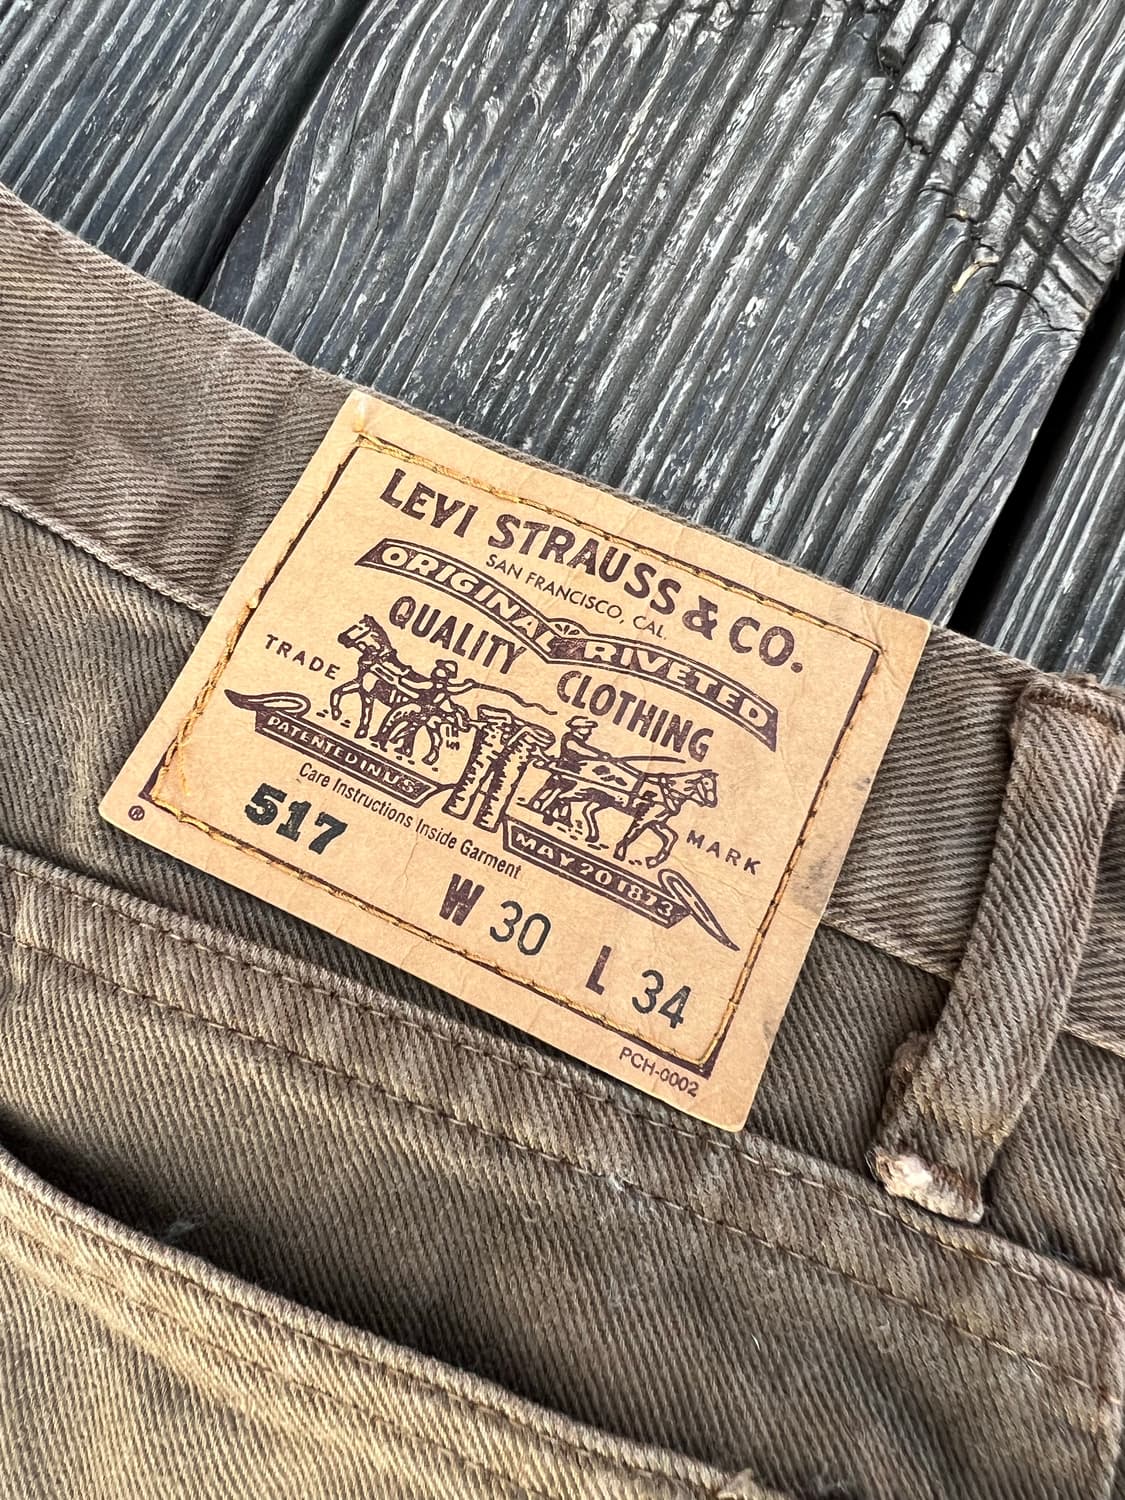 LEVI STRAUSS & CO.
SAN FRANCISCO, CAL.
ORIGINAL RIVETED
QUALITY CLOTHING
TRADE MARK
PATENTED IN U S
MAY 20 1873
Care Instructions Inside Garment
517
W 30 L 34
®
PCH-0002